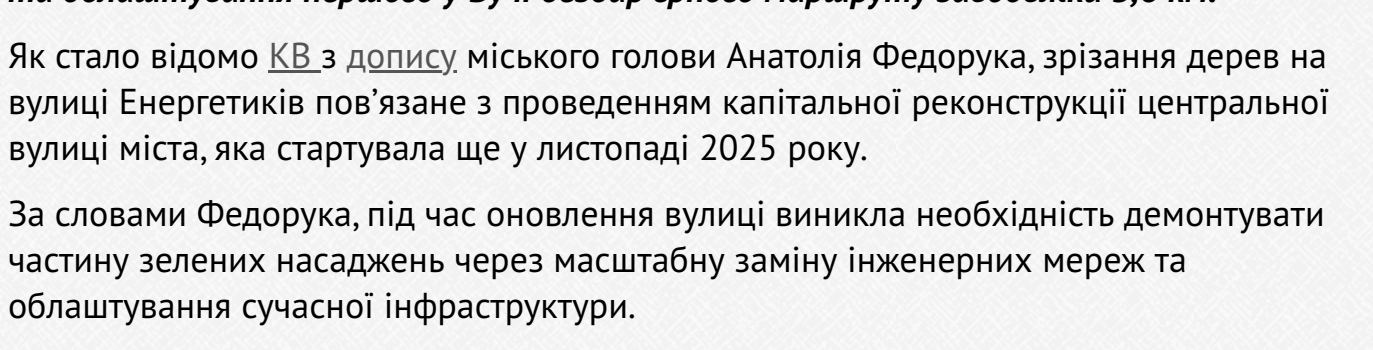 Як стало відомо КВ з допису міського голови Анатолія Федорука, зрізання дерев на
вулиці Енергетиків пов’язане з проведенням капітальної реконструкції центральної
вулиці міста, яка стартувала ще у листопаді 2025 року.
За словами Федорука, під час оновлення вулиці виникла необхідність демонтувати
частину зелених насаджень через масштабну заміну інженерних мереж та
облаштування сучасної інфраструктури.